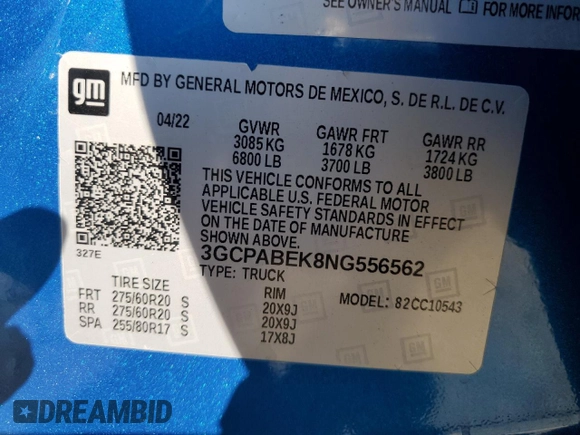 SEE OWNER'S MANUAL FOR MORE INFOR
gm
MFD BY GENERAL MOTORS DE MEXICO, S. DE R.L. DE C.V.
04/22 GVWR GAWR FRT GAWR RR
3085 KG 1678 KG 1724 KG
6800 LB 3700 LB 3800 LB
THIS VEHICLE CONFORMS TO ALL
APPLICABLE U.S. FEDERAL MOTOR
VEHICLE SAFETY STANDARDS IN EFFECT
ON THE DATE OF MANUFACTURE
SHOWN ABOVE.
327E 3GCPABEK8NG556562
TYPE: TRUCK
TIRE SIZE RIM MODEL: 82CC10543
FRT 275/60R20 S 20X9J
RR 275/60R20 S 20X9J
SPA 255/80R17 S 17X8J
DREAMBID